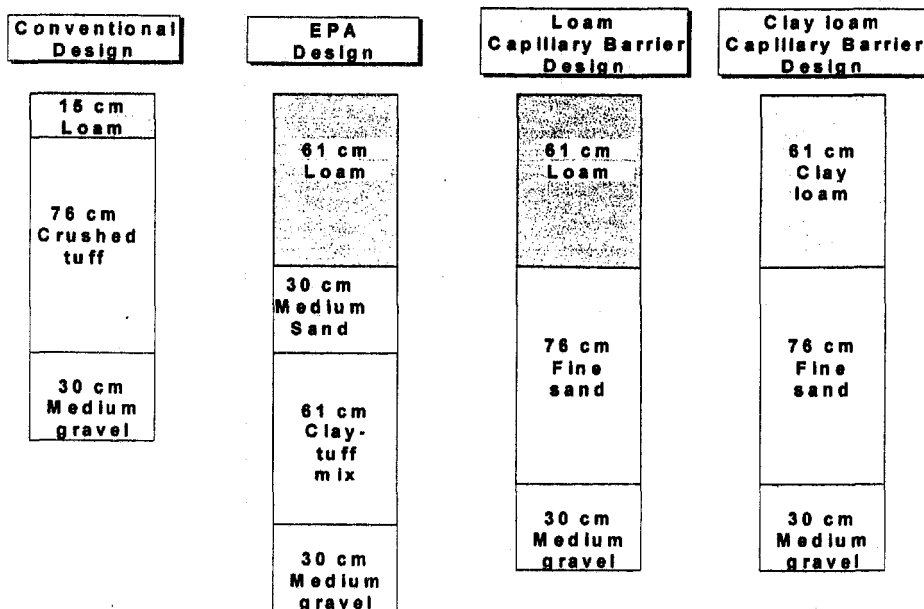 Conventional
Design
15 cm
Loam
76 cm
Crushed
tuff
30 cm
Medium
gravel
EPA
Design
61 cm
Loam
30 cm
Medium
Sand
61 cm
Clay-
tuff
mix
30 cm
Medium
gravel
Loam
Capillary Barrier
Design
61 cm
Loam
76 cm
Fine
sand
30 cm
Medium
gravel
Clay loam
Capillary Barrier
Design
61 cm
Clay
loam
76 cm
Fine
sand
30 cm
Medium
gravel